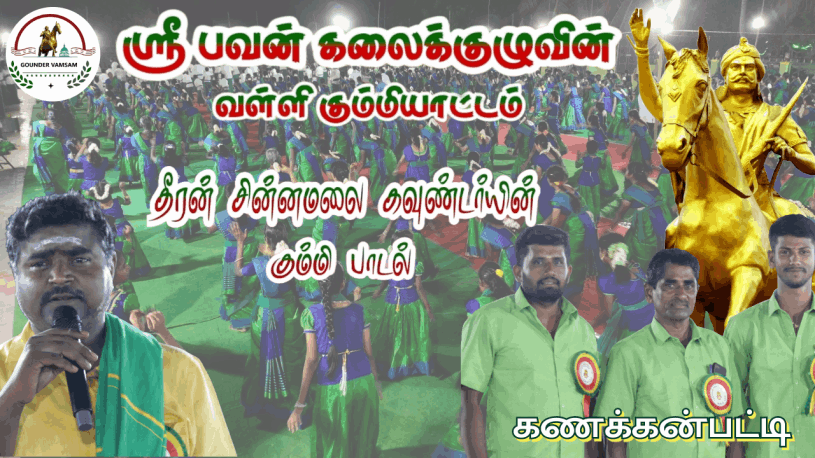 GOUNDER VAMSAM
ஸ்ரீ பவன் கலைக்குழுவின்
வள்ளி கும்மியாட்டம்
தீரன் சின்னமலை கவுண்டர்யின்
கும்மி பாடல்
கணக்கன்பட்டி